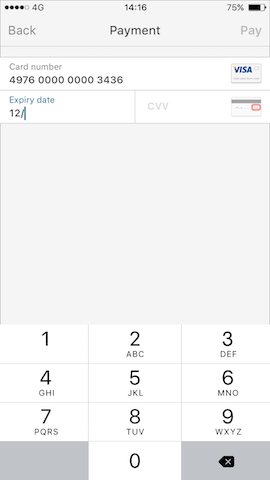 4G 14:16 75%
Back Payment Pay
Card number
4976 0000 0000 3436 VISA
Expiry date
12/ CVV
1 2 3
ABC DEF
4 5 6
GHI JKL MNO
7 8 9
PQRS TUV WXYZ
0